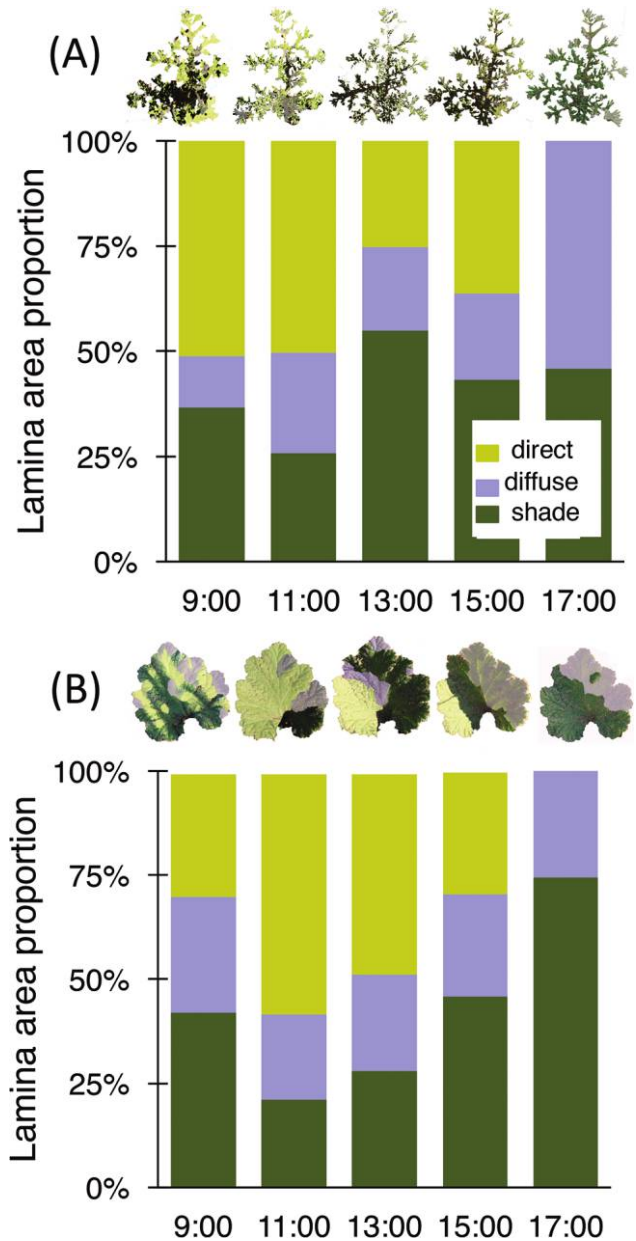 (A)
Lamina area proportion
100%
75%
50%
25%
0%
direct
diffuse
shade
9:00 11:00 13:00 15:00 17:00
(B)
Lamina area proportion
100%
75%
50%
25%
0%
9:00 11:00 13:00 15:00 17:00